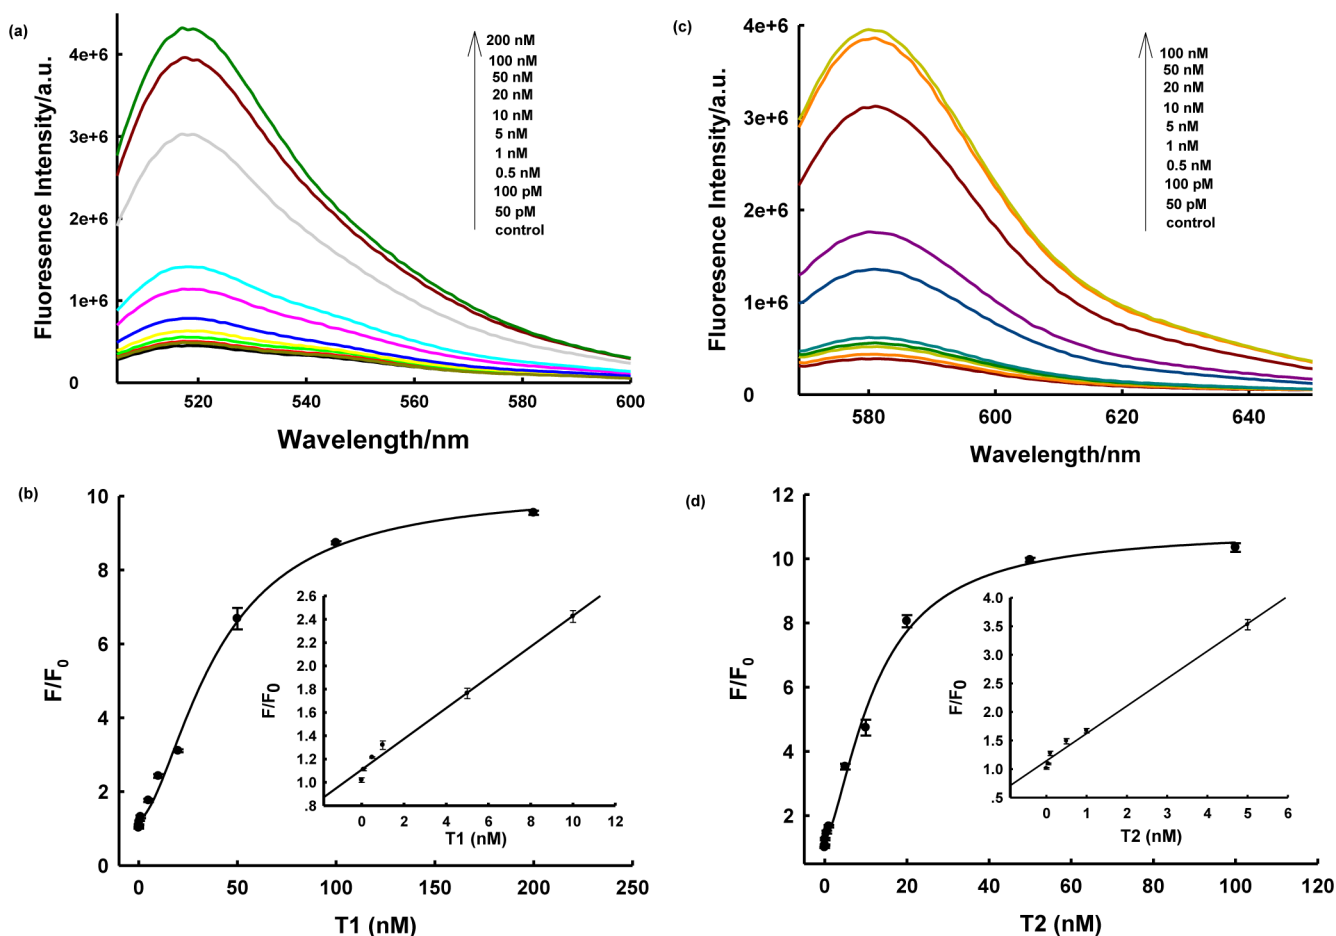 (a)
Fluorescence Intensity/a.u.
4e+6
3e+6
2e+6
1e+6
0
520
540
560
580
600
Wavelength/nm
200 nM
100 nM
50 nM
20 nM
10 nM
5 nM
1 nM
0.5 nM
100 pM
50 pM
control
(c)
Fluorescence Intensity/a.u.
4e+6
3e+6
2e+6
1e+6
0
580
600
620
640
Wavelength/nm
100 nM
50 nM
20 nM
10 nM
5 nM
1 nM
0.5 nM
100 pM
50 pM
control
(b)
F/F0
10
8
6
4
2
0
0
50
100
150
200
250
T1 (nM)
F/F0
2.6
2.4
2.2
2.0
1.8
1.6
1.4
1.2
1.0
.8
0
2
4
6
8
10
12
T1 (nM)
(d)
F/F0
12
10
8
6
4
2
0
20
40
60
80
100
120
T2 (nM)
F/F0
4.0
3.5
3.0
2.5
2.0
1.5
1.0
.5
0
1
2
3
4
5
6
T2 (nM)